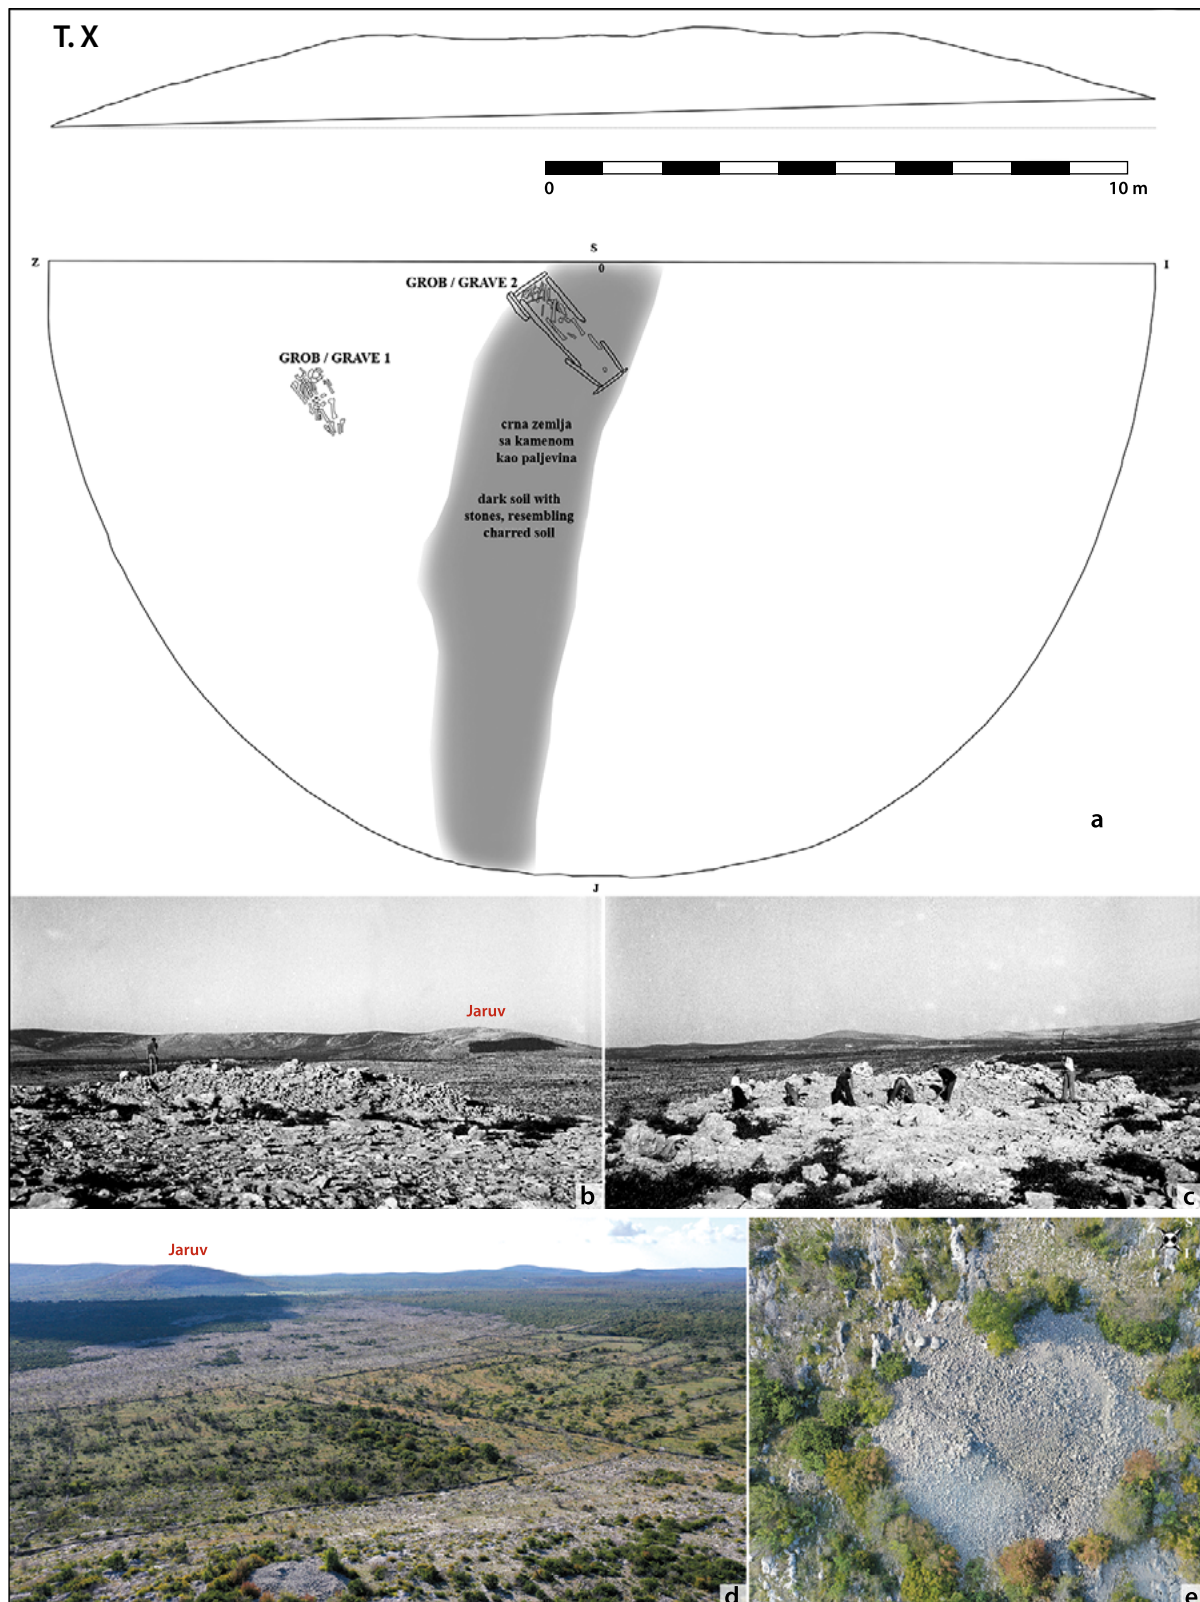 T. X
0
10 m
S
Z
0
I
GROB / GRAVE 2
GROB / GRAVE 1
crna zemlja
sa kamenom
kao paljevina
dark soil with
stones, resembling
charred soil
a
J
Jaruv
b
c
Jaruv
d
e